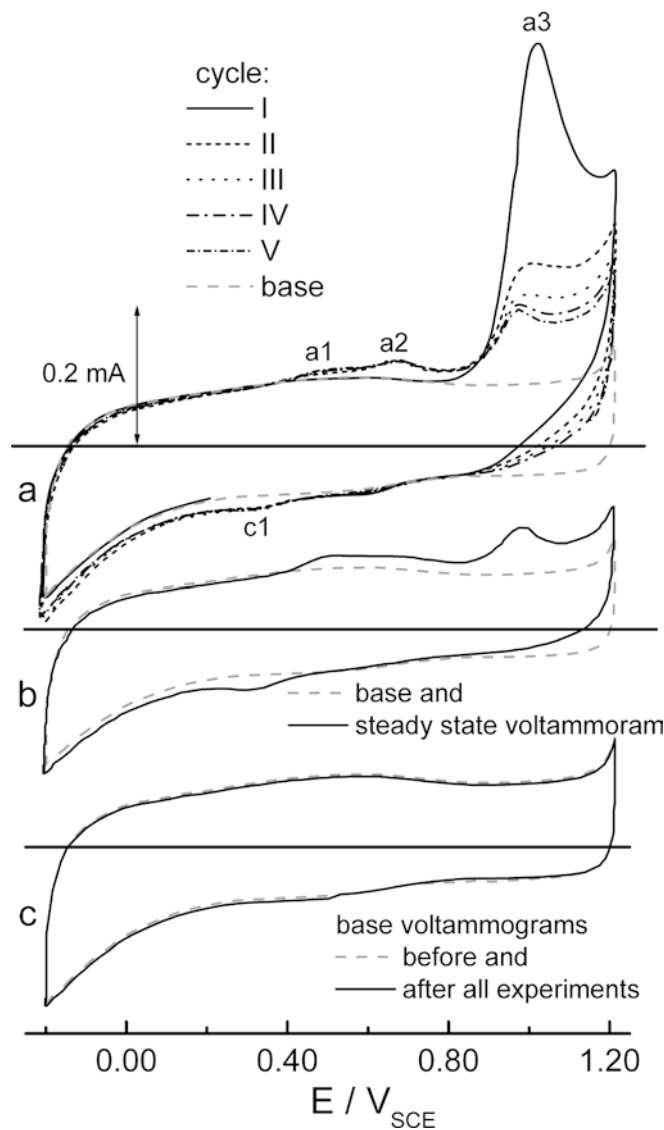 a3
cycle:
I
II
III
IV
V
base
0.2 mA
a1
a2
a
c1
b
base and
steady state voltammoram
c
base voltammograms
before and
after all experiments
0.00
0.40
0.80
1.20
E / VSCE